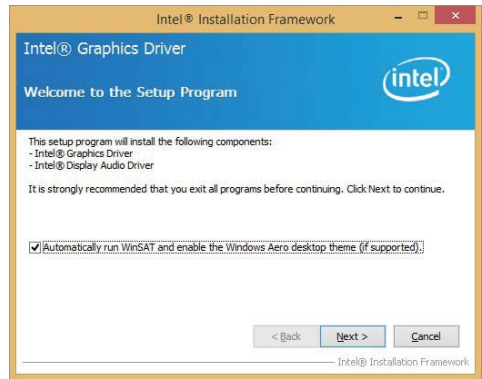 Intel® Installation Framework
Intel® Graphics Driver
intel
Welcome to the Setup Program
This setup program will install the following components:
- Intel® Graphics Driver
- Intel® Display Audio Driver
It is strongly recommended that you exit all programs before continuing. Click Next to continue.
Automatically run WinSAT and enable the Windows Aero desktop theme (if supported).
< Back Next > Cancel
Intel® Installation Framework